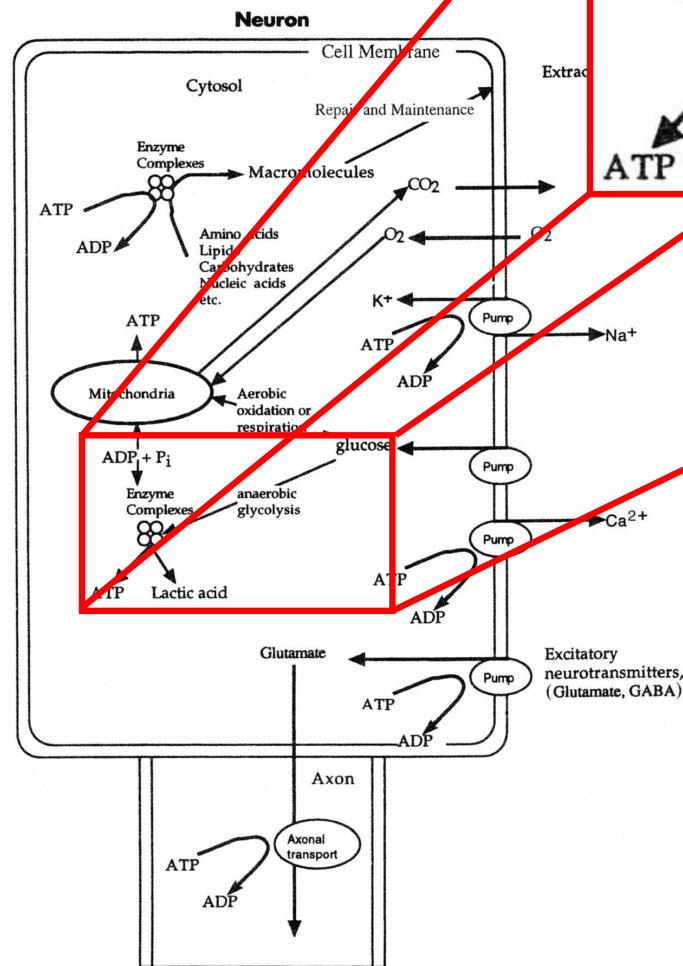 Neuron
Cell Membrane
Cytosol
Extrac
ATP
Repair and Maintenance
Enzyme
Complexes
Macromolecules
CO2
ATP
ADP
Amino acids
Lipids
Carbohydrates
Nucleic acids
etc.
O2
O2
K+
Pump
Na+
ATP
ADP
ATP
Mitochondria
Aerobic
oxidation or
respiration
glucose
Pump
ADP + Pi
Enzyme
Complexes
anaerobic
glycolysis
Ca2+
Pump
ATP
Lactic acid
ATP
ADP
Glutamate
Excitatory
neurotransmitters,
(Glutamate, GABA)
Pump
ATP
ADP
Axon
Axonal
transport
ATP
ADP